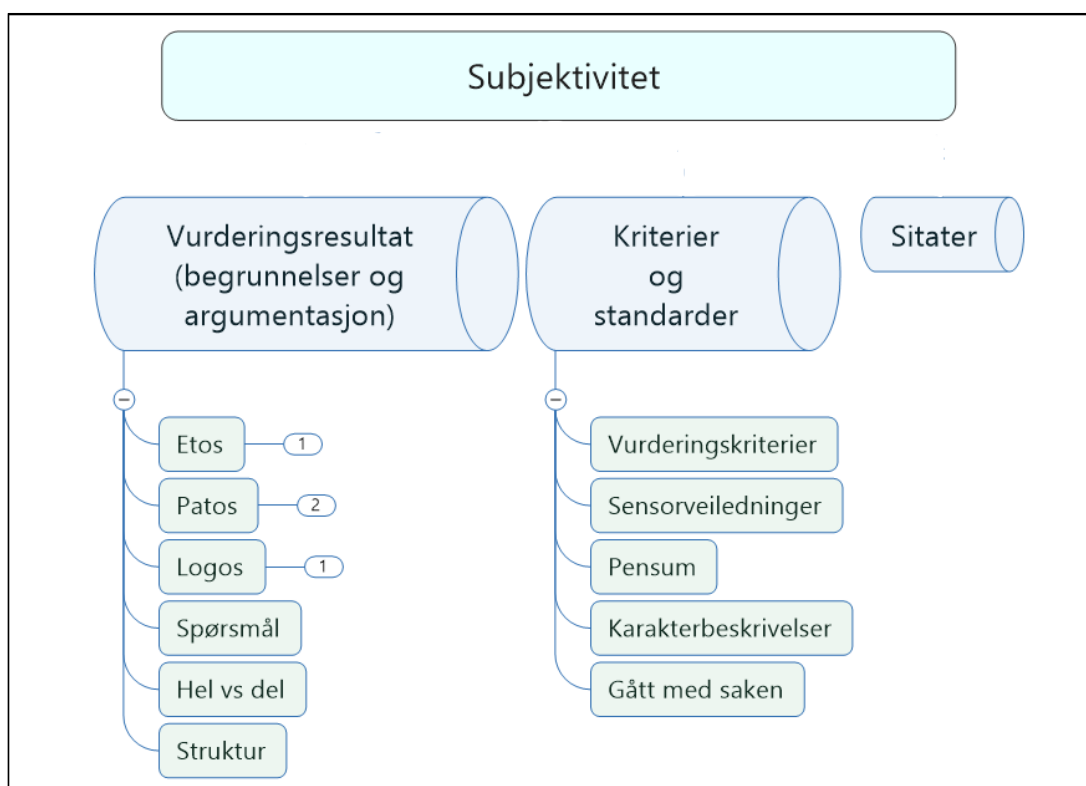 Subjektivitet
Vurderingsresultat
(begrunnelser og
argumentasjon)
Etos
1
Patos
2
Logos
1
Spørsmål
Hel vs del
Struktur
Kriterier
og
standarder
Vurderingskriterier
Sensorveiledninger
Pensum
Karakterbeskrivelser
Gått med saken
Sitater